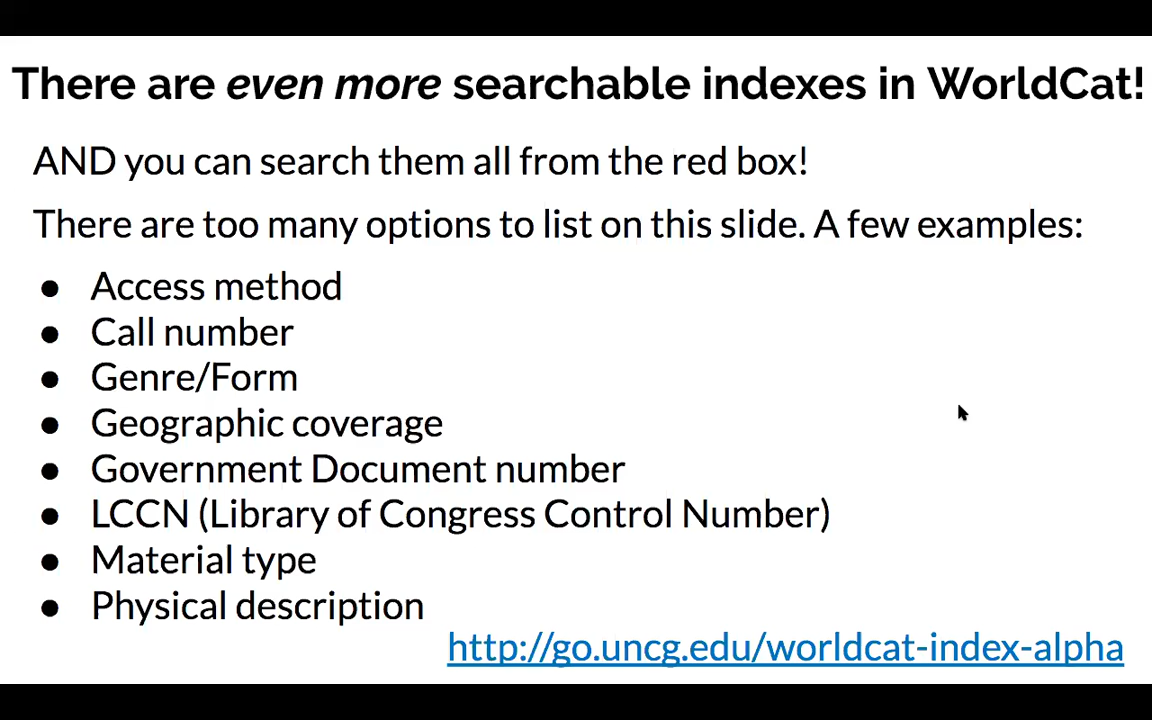 There are even more searchable indexes in WorldCat!
AND you can search them all from the red box!
There are too many options to list on this slide. A few examples:
● Access method
● Call number
● Genre/Form
● Geographic coverage
● Government Document number
● LCCN (Library of Congress Control Number)
● Material type
● Physical description
http://go.uncg.edu/worldcat-index-alpha